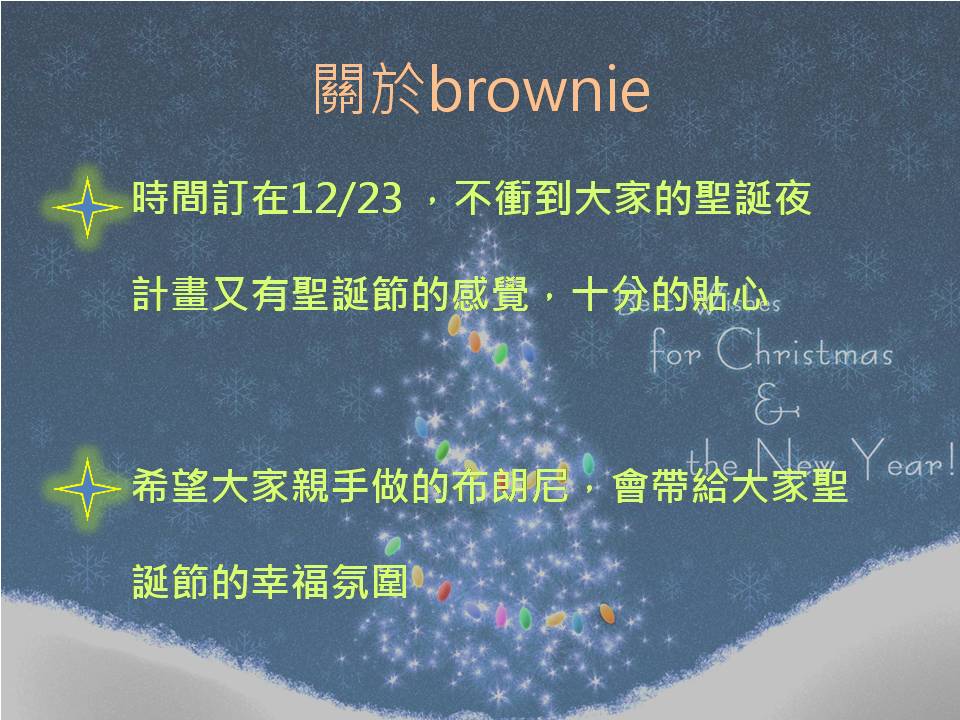 關於brownie
時間訂在12/23 ，不衝到大家的聖誕夜
計畫又有聖誕節的感覺，十分的貼心
Best Wishes
for Christmas
&
the New Year!
希望大家親手做的布朗尼，會帶給大家聖
誕節的幸福氛圍